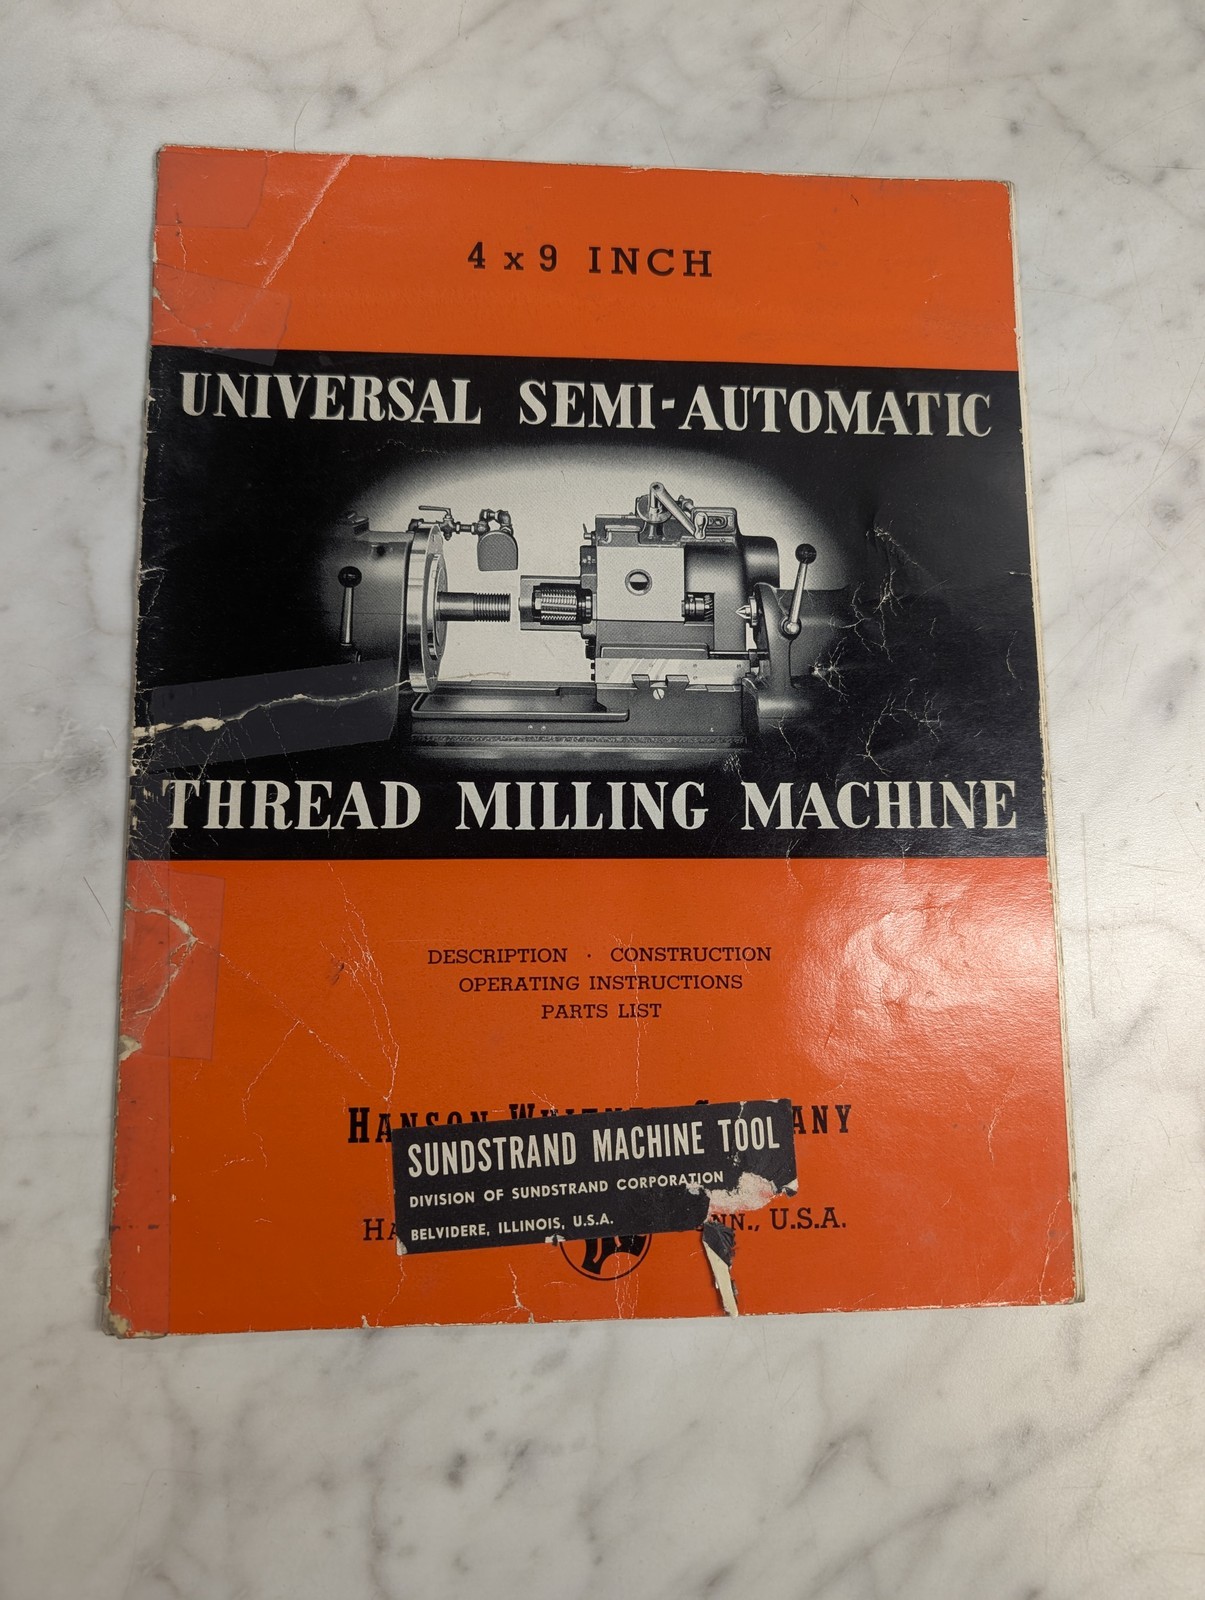 4 x 9 INCH
UNIVERSAL SEMI-AUTOMATIC
THREAD MILLING MACHINE
DESCRIPTION · CONSTRUCTION
OPERATING INSTRUCTIONS
PARTS LIST
HANSON
SUNDSTRAND MACHINE TOOL
DIVISION OF SUNDSTRAND CORPORATION
BELVIDERE, ILLINOIS, U.S.A.
U.S.A.